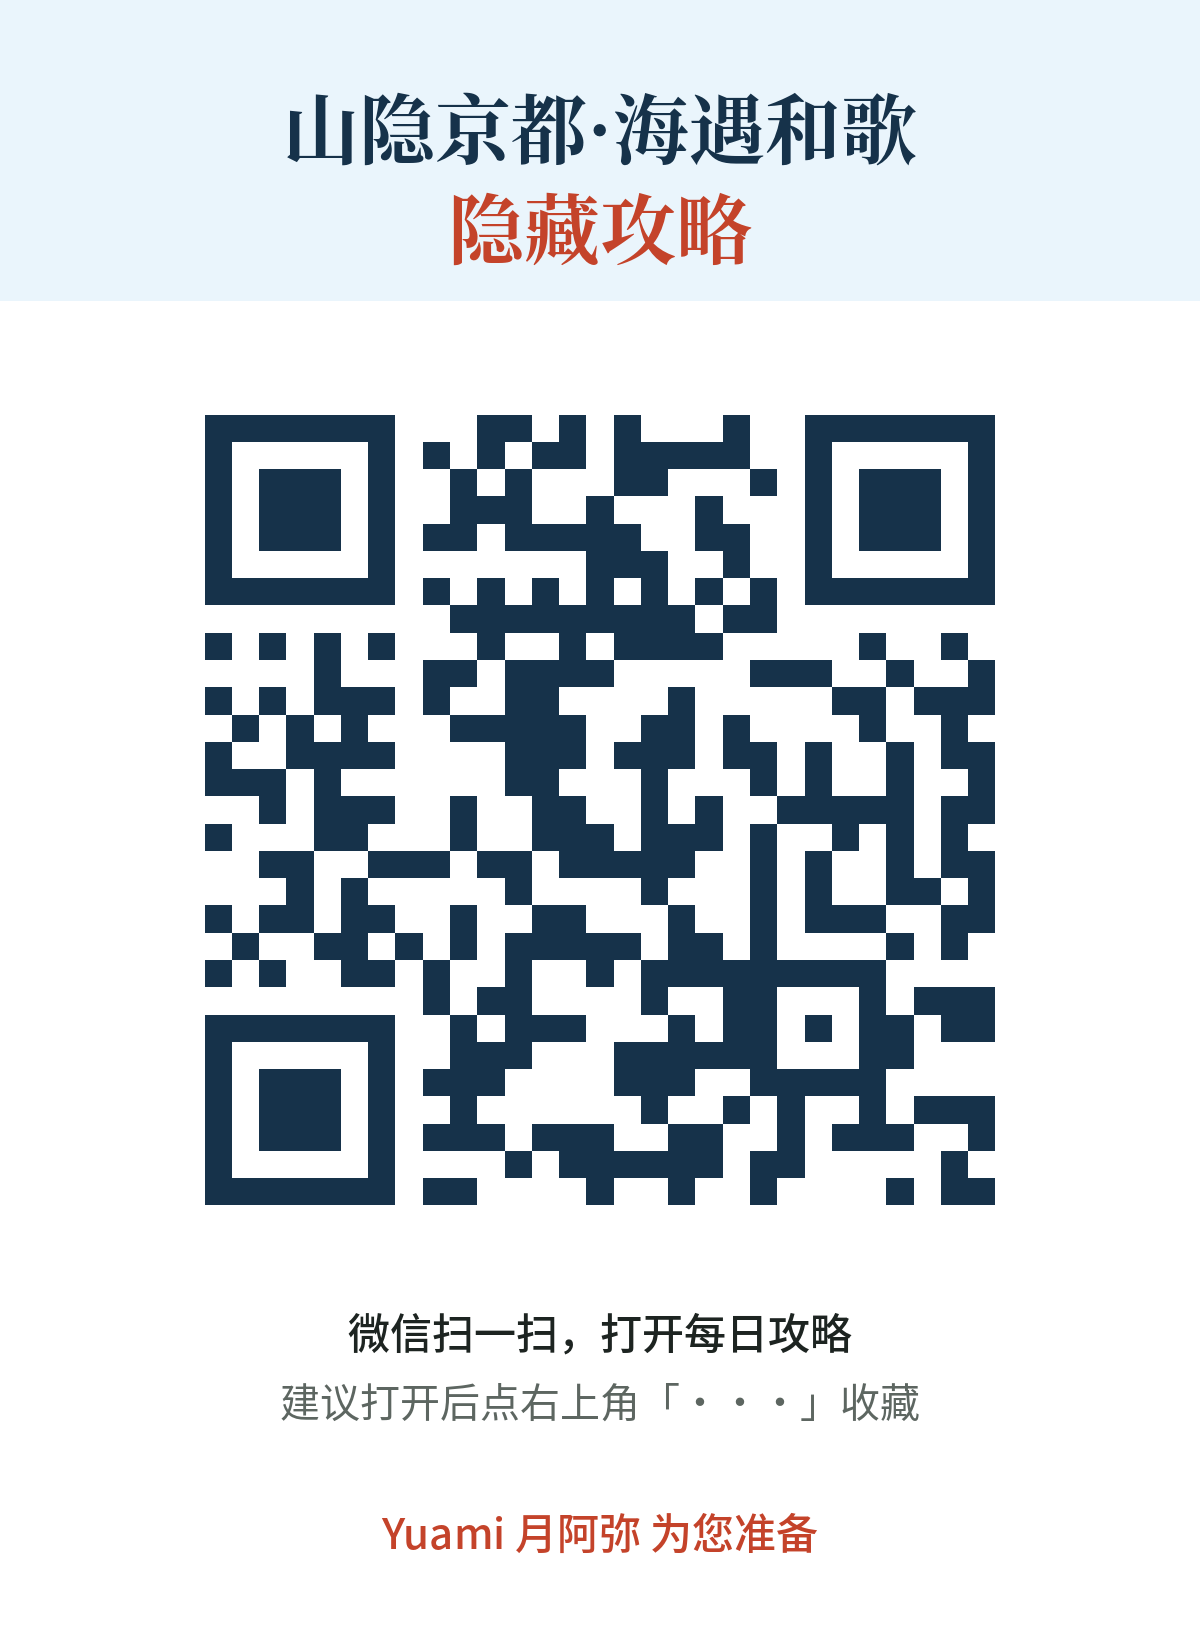 山隐京都·海遇和歌
隐藏攻略
微信扫一扫，打开每日攻略
建议打开后点右上角「···」收藏
Yuami 月阿弥 为您准备